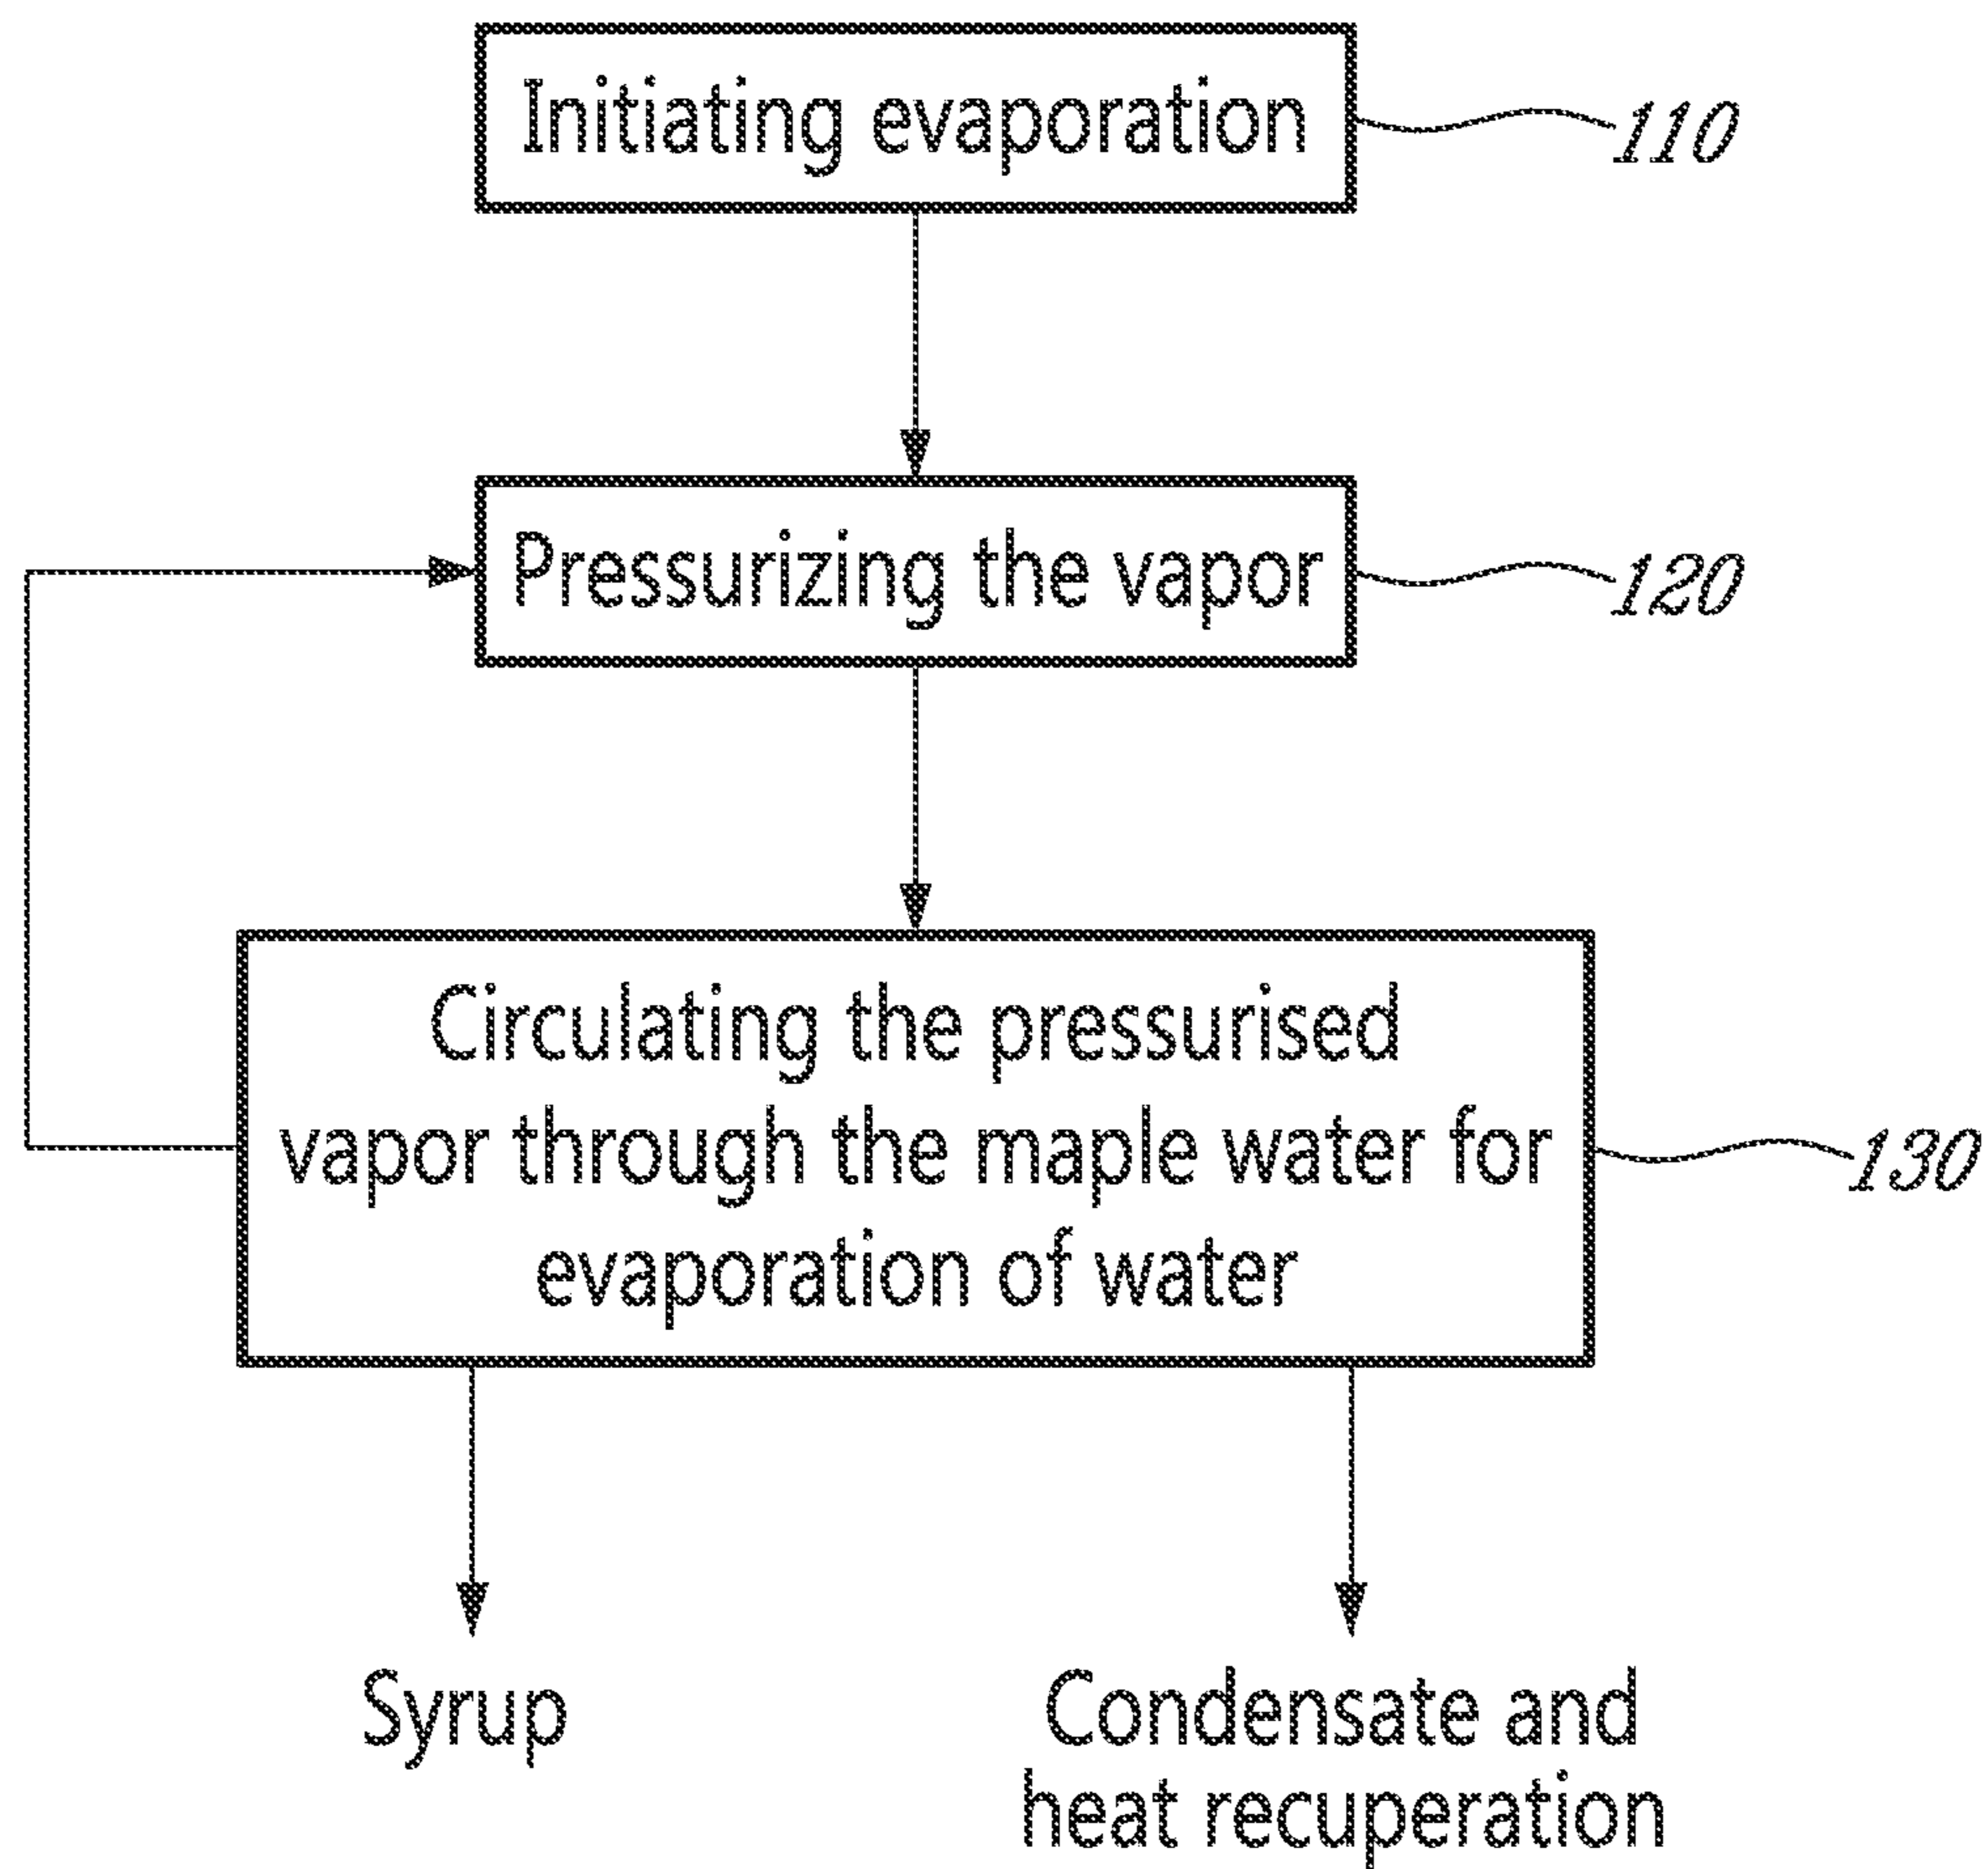 Initiating evaporation
110
Pressurizing the vapor
120
Circulating the pressurised
vapor through the maple water for
evaporation of water
130
Syrup
Condensate and
heat recuperation